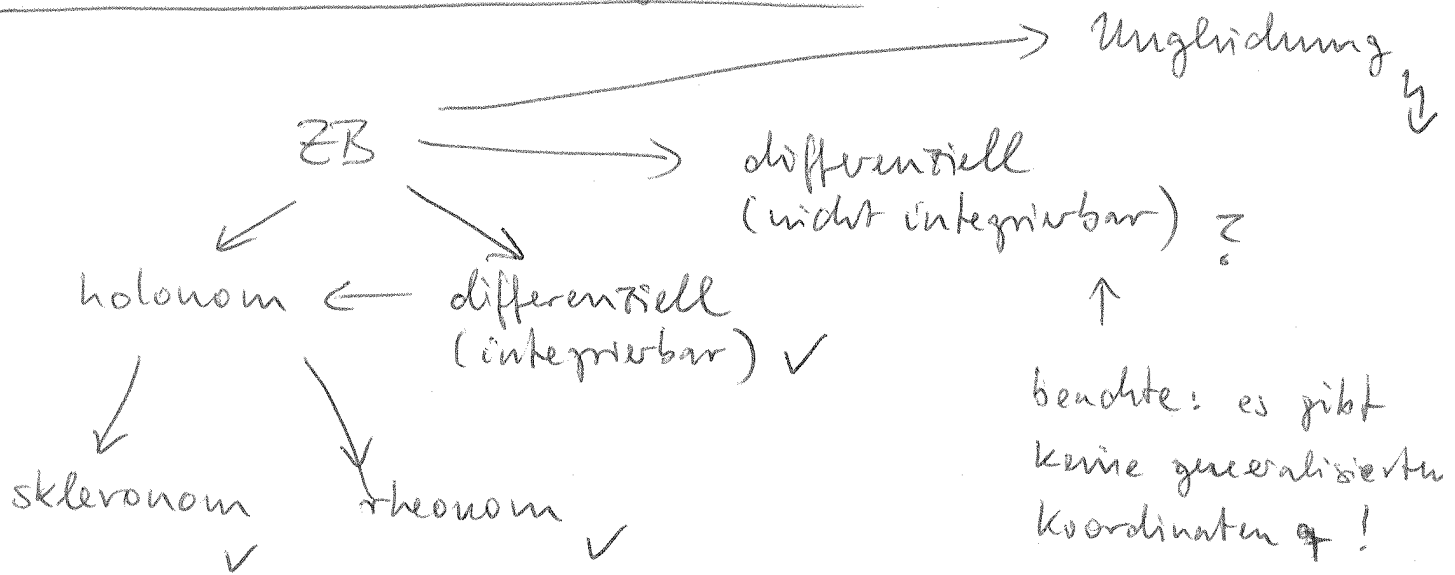 Ungleichung
ZB
differenziell
(nicht integrierbar) ?
holonom
differenziell
(integrierbar) ✓
beachte: es gibt
keine generalisierten
Koordinaten q !
skleronom ✓
rheonom ✓